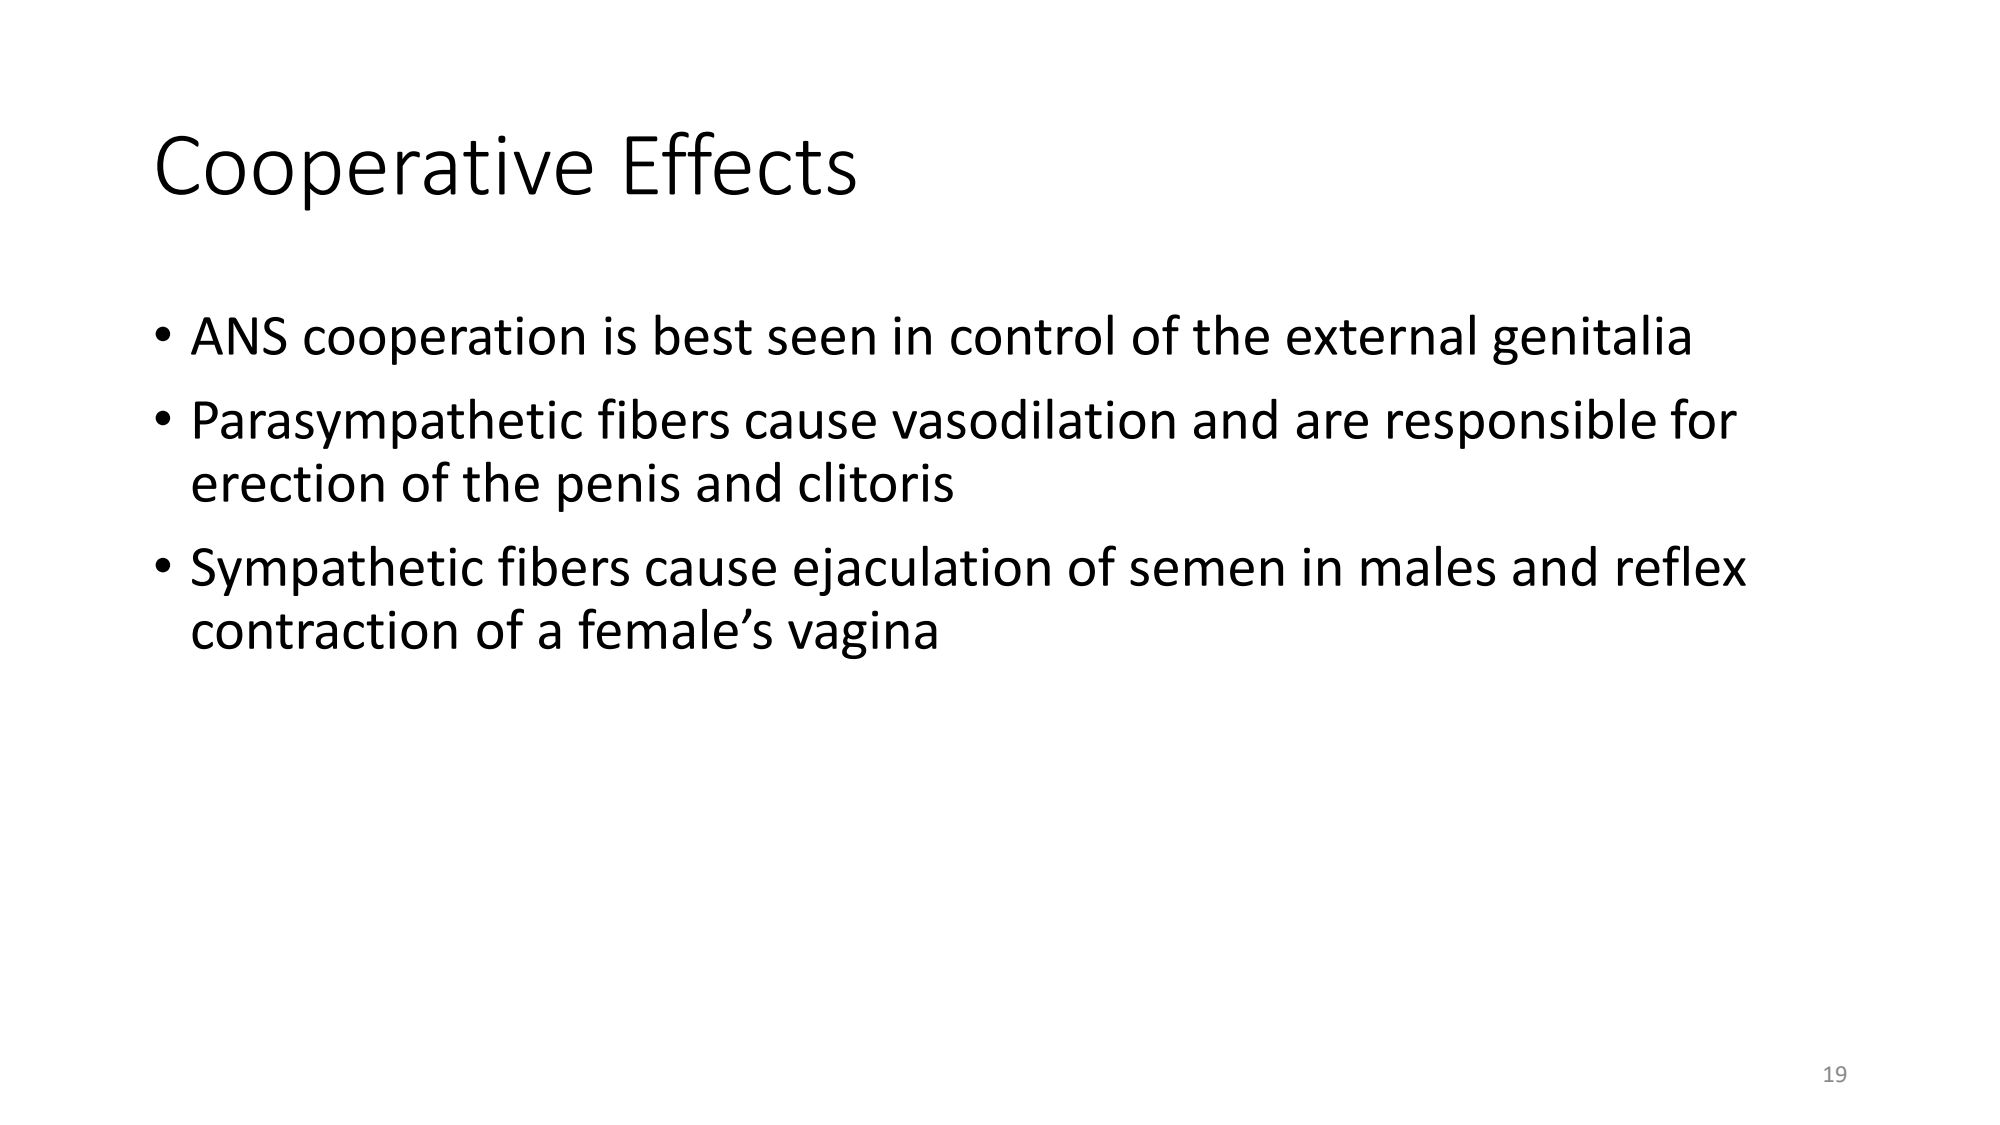 Cooperative Effects
• ANS cooperation is best seen in control of the external genitalia
• Parasympathetic fibers cause vasodilation and are responsible for
erection of the penis and clitoris
• Sympathetic fibers cause ejaculation of semen in males and reflex
contraction of a female’s vagina
19